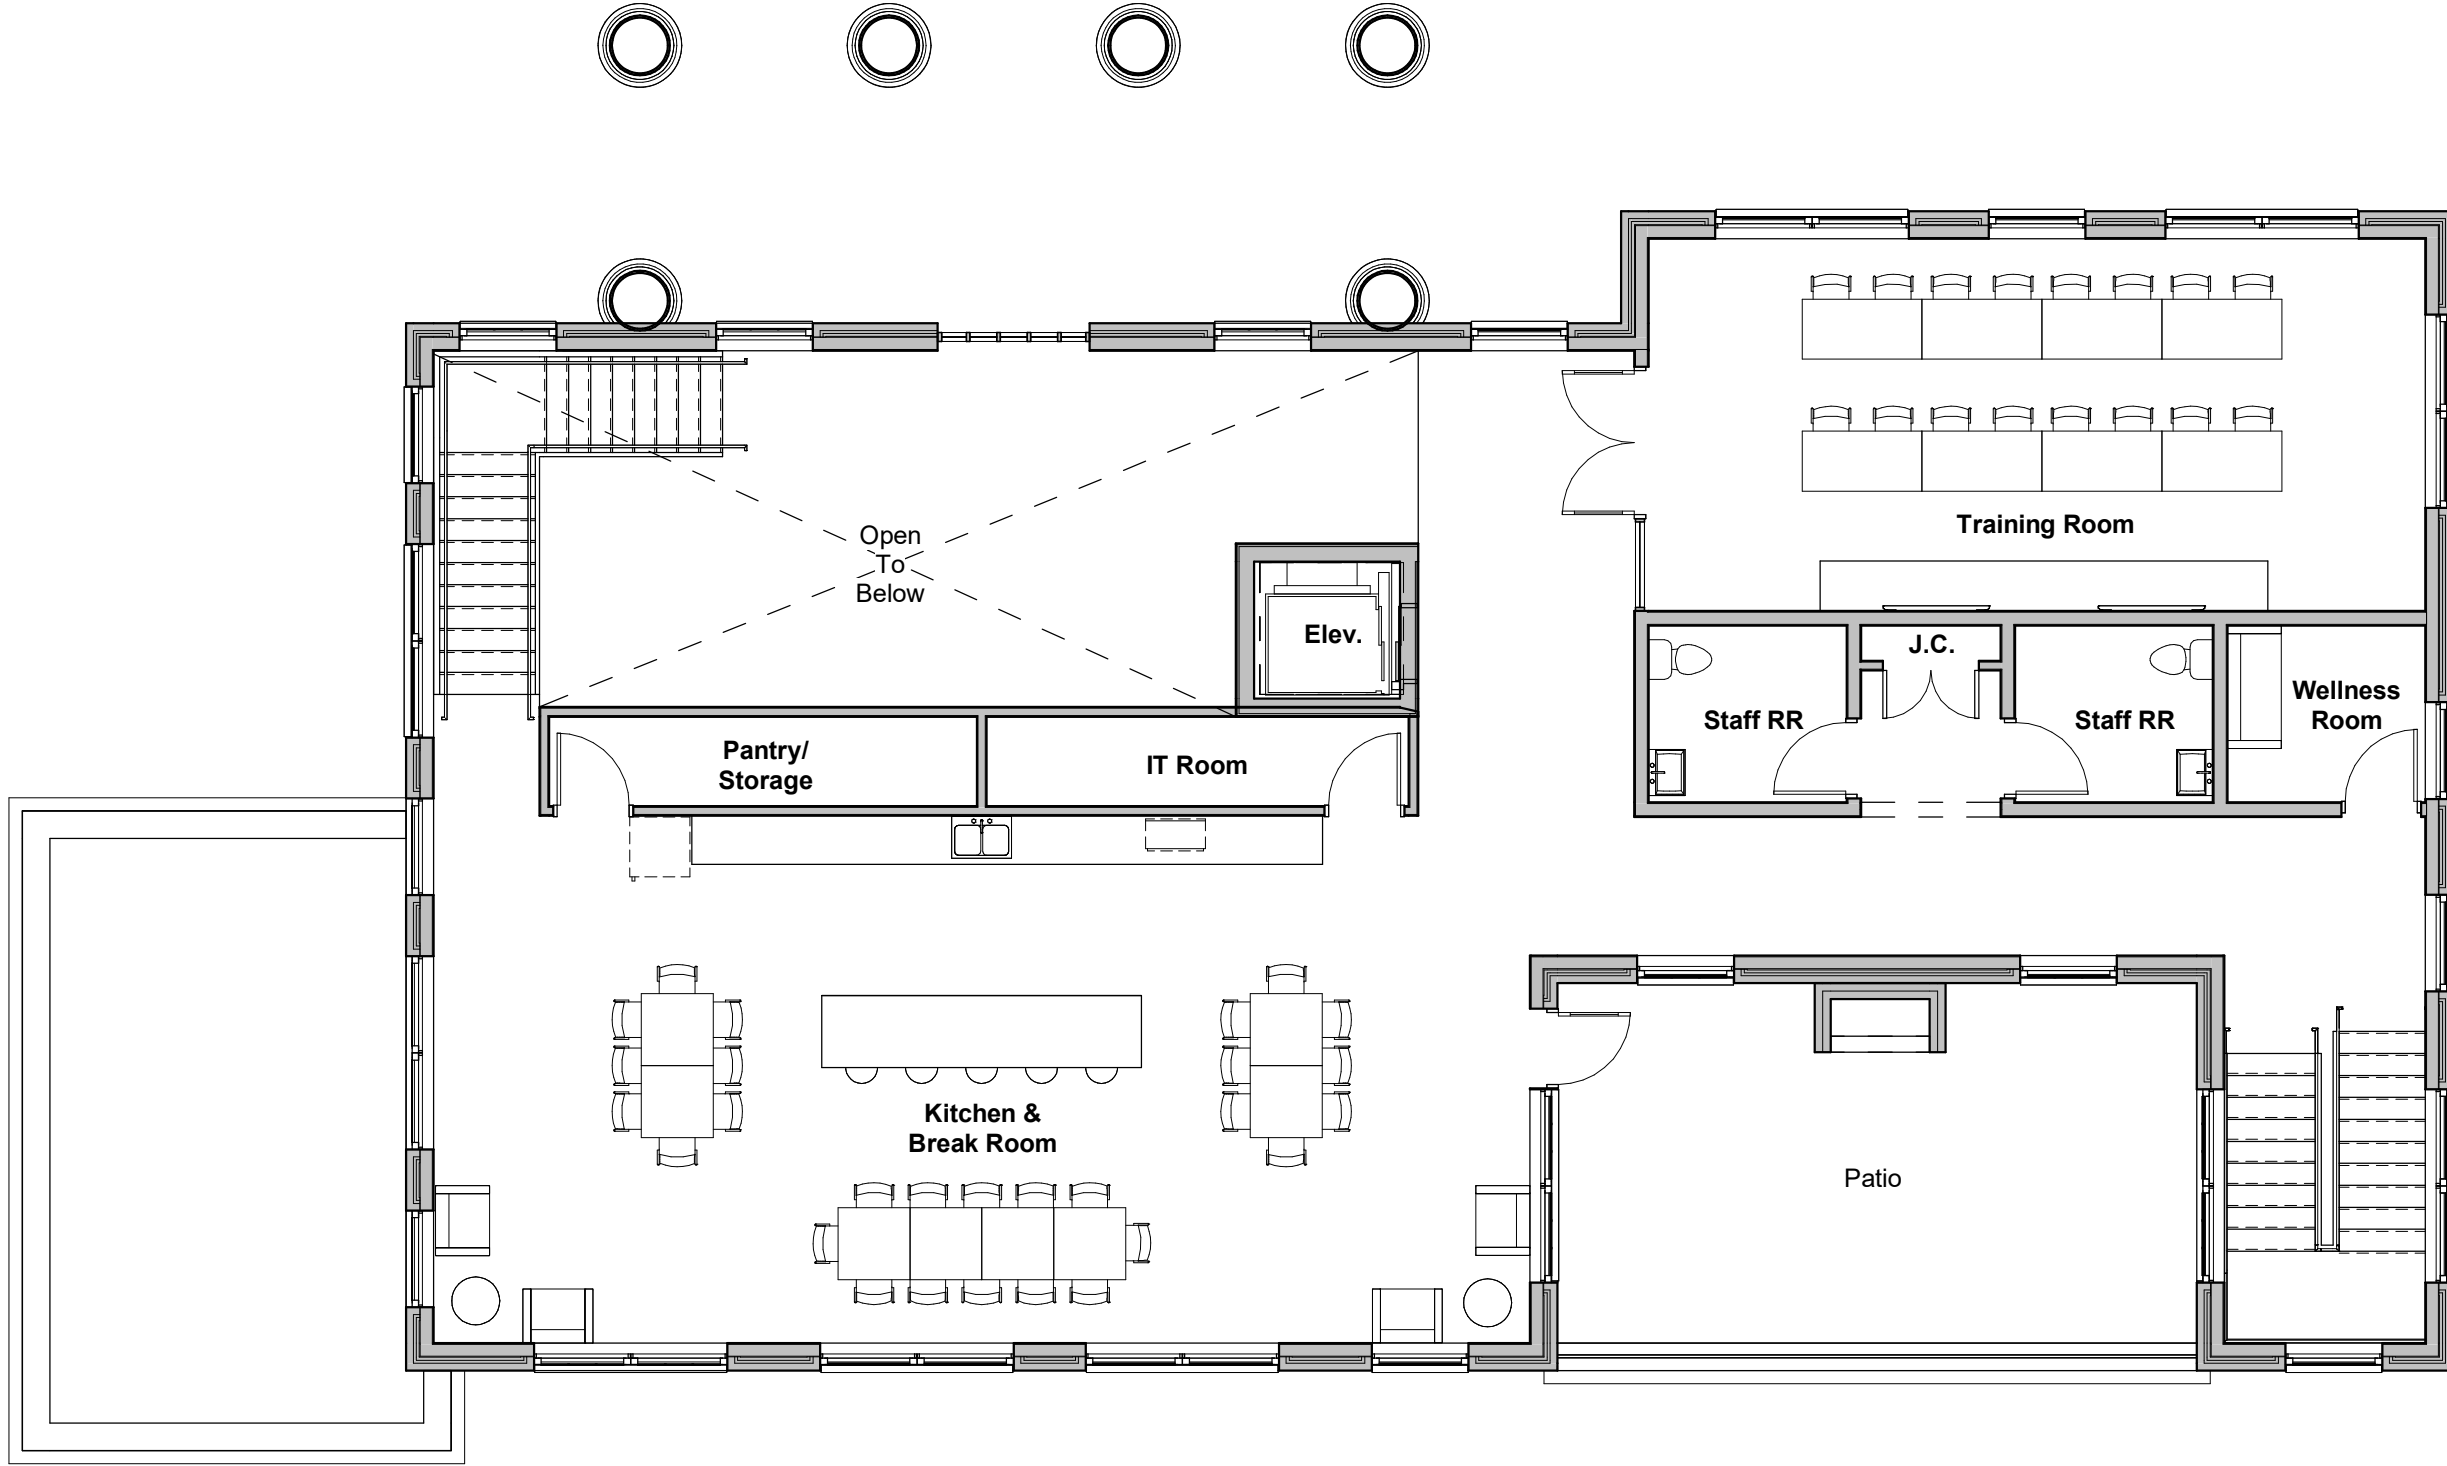 Training Room
Open
To
Below
Elev.
J.C.
Staff RR
Staff RR
Wellness
Room
Pantry/
Storage
IT Room
Kitchen &
Break Room
Patio